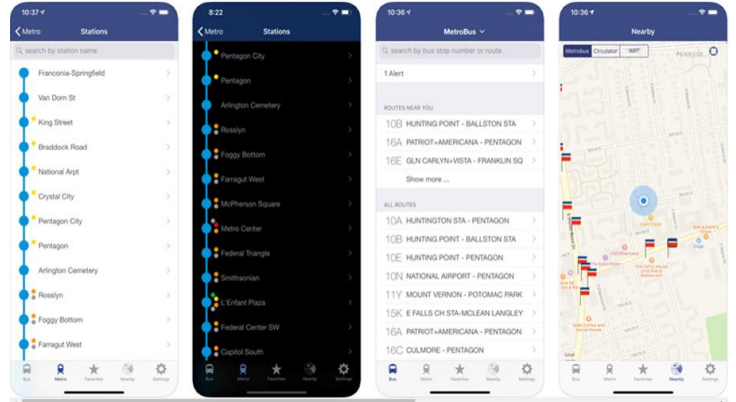 10:37
Metro
Stations
search by station name
Franconia-Springfield
Van Dorn St
King Street
Braddock Road
National Arpt
Crystal City
Pentagon City
Pentagon
Arlington Cemetery
Rosslyn
Foggy Bottom
Farragut West
Bus
Metro
Favorites
Nearby
Settings
8:22
Metro
Stations
Pentagon City
Pentagon
Arlington Cemetery
Rosslyn
Foggy Bottom
Farragut West
McPherson Square
Metro Center
Federal Triangle
Smithsonian
L'Enfant Plaza
Federal Center SW
Capitol South
Bus
Metro
Favorites
Nearby
Settings
10:36
MetroBus
search by bus stop number or route
1 Alert
ROUTES NEAR YOU
10B HUNTING POINT - BALLSTON STA
16A PATRIOT+AMERICANA - PENTAGON
16E GLN CARLYN+VISTA - FRANKLIN SQ
Show more ...
ALL ROUTES
10A HUNTINGTON STA - PENTAGON
10B HUNTING POINT - BALLSTON STA
10E HUNTING POINT - PENTAGON
10N NATIONAL AIRPORT - PENTAGON
11Y MOUNT VERNON - POTOMAC PARK
15K E FALLS CH STA-MCLEAN LANGLEY
16A PATRIOT+AMERICANA - PENTAGON
16C CULMORE - PENTAGON
Bus
Metro
Favorites
Nearby
Settings
10:36
Nearby
Metrobus
Circulator
ART
PENROSE
CVS Pharmacy
Legal
Bus
Metro
Favorites
Nearby
Settings